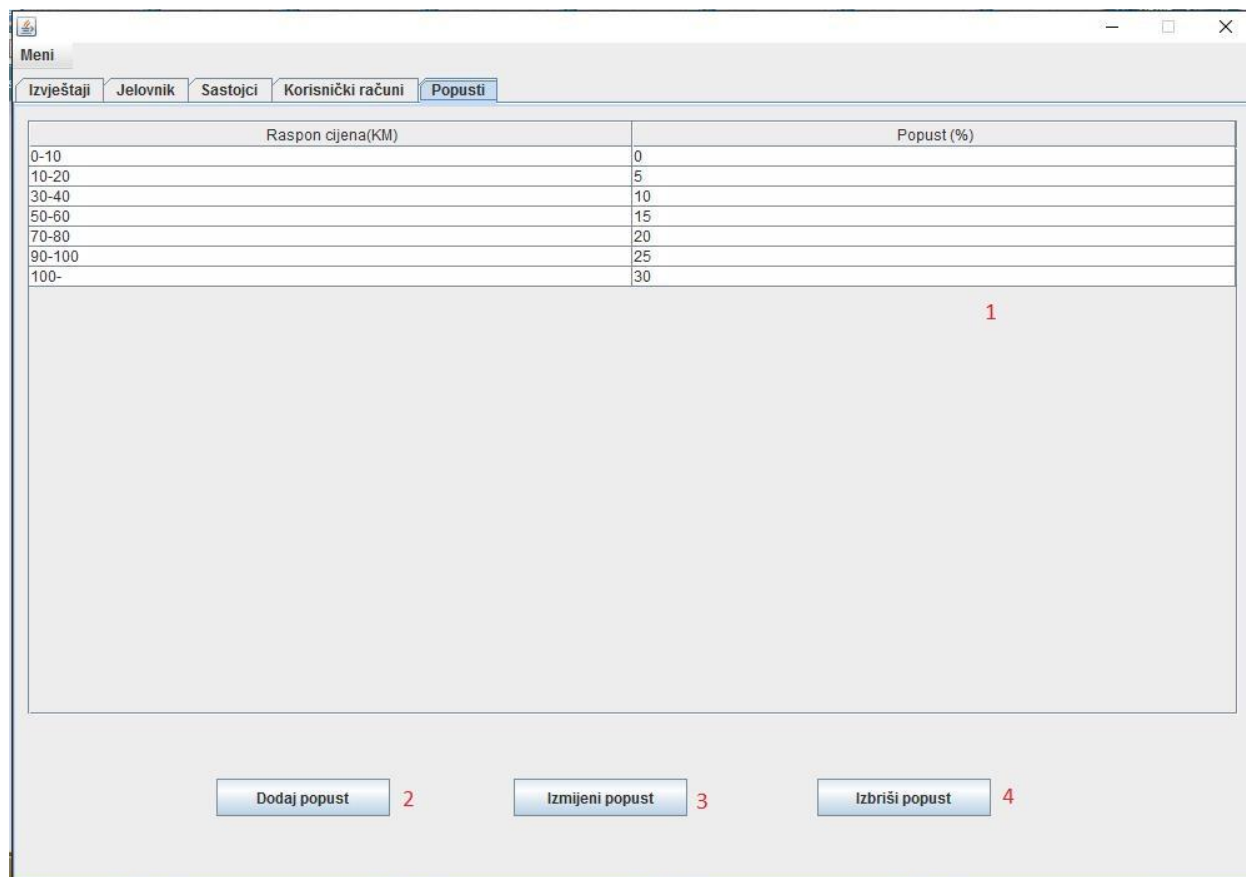 Meni
Izvještaji Jelovnik Sastojci Korisnički računi Popusti
Raspon cijena(KM) Popust (%)
0-10 0
10-20 5
30-40 10
50-60 15
70-80 20
90-100 25
100- 30
1
Dodaj popust 2 Izmijeni popust 3 Izbriši popust 4